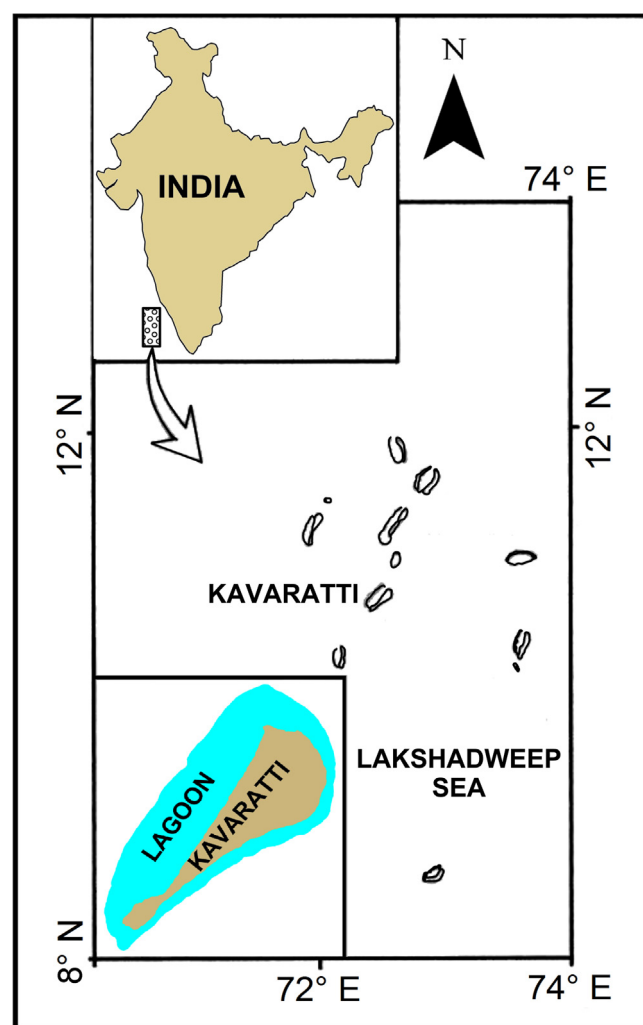 N
74° E
INDIA
12° N
12° N
KAVARATTI
LAGOON
KAVARATTI
LAKSHADWEEP
SEA
8° N
72° E
74° E